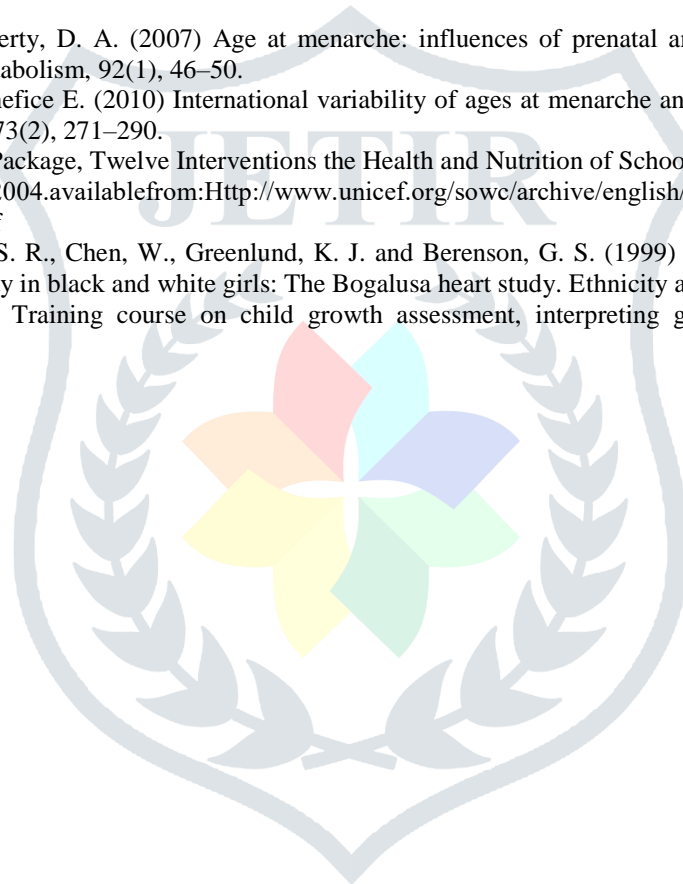 erty, D. A. (2007) Age at menarche: influences of prenatal an
abolism, 92(1), 46–50.
nefice E. (2010) International variability of ages at menarche an
73(2), 271–290.
Package, Twelve Interventions the Health and Nutrition of Schoo
2004.availablefrom:Http://www.unicef.org/sowc/archive/english/
S. R., Chen, W., Greenlund, K. J. and Berenson, G. S. (1999)
y in black and white girls: The Bogalusa heart study. Ethnicity a
Training course on child growth assessment, interpreting g
JETIR